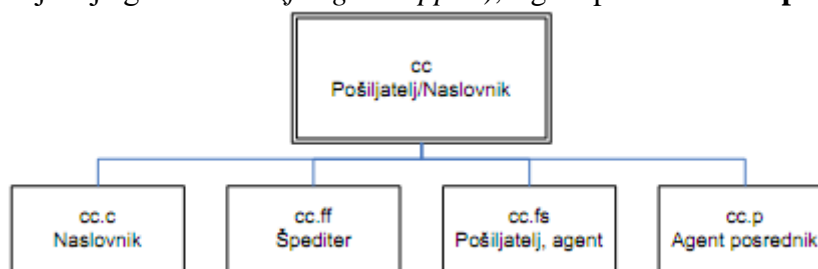 cc
Pošiljatelj/Naslovnik
cc.c
Naslovnik
cc.ff
Špediter
cc.fs
Pošiljatelj, agent
cc.p
Agent posrednik